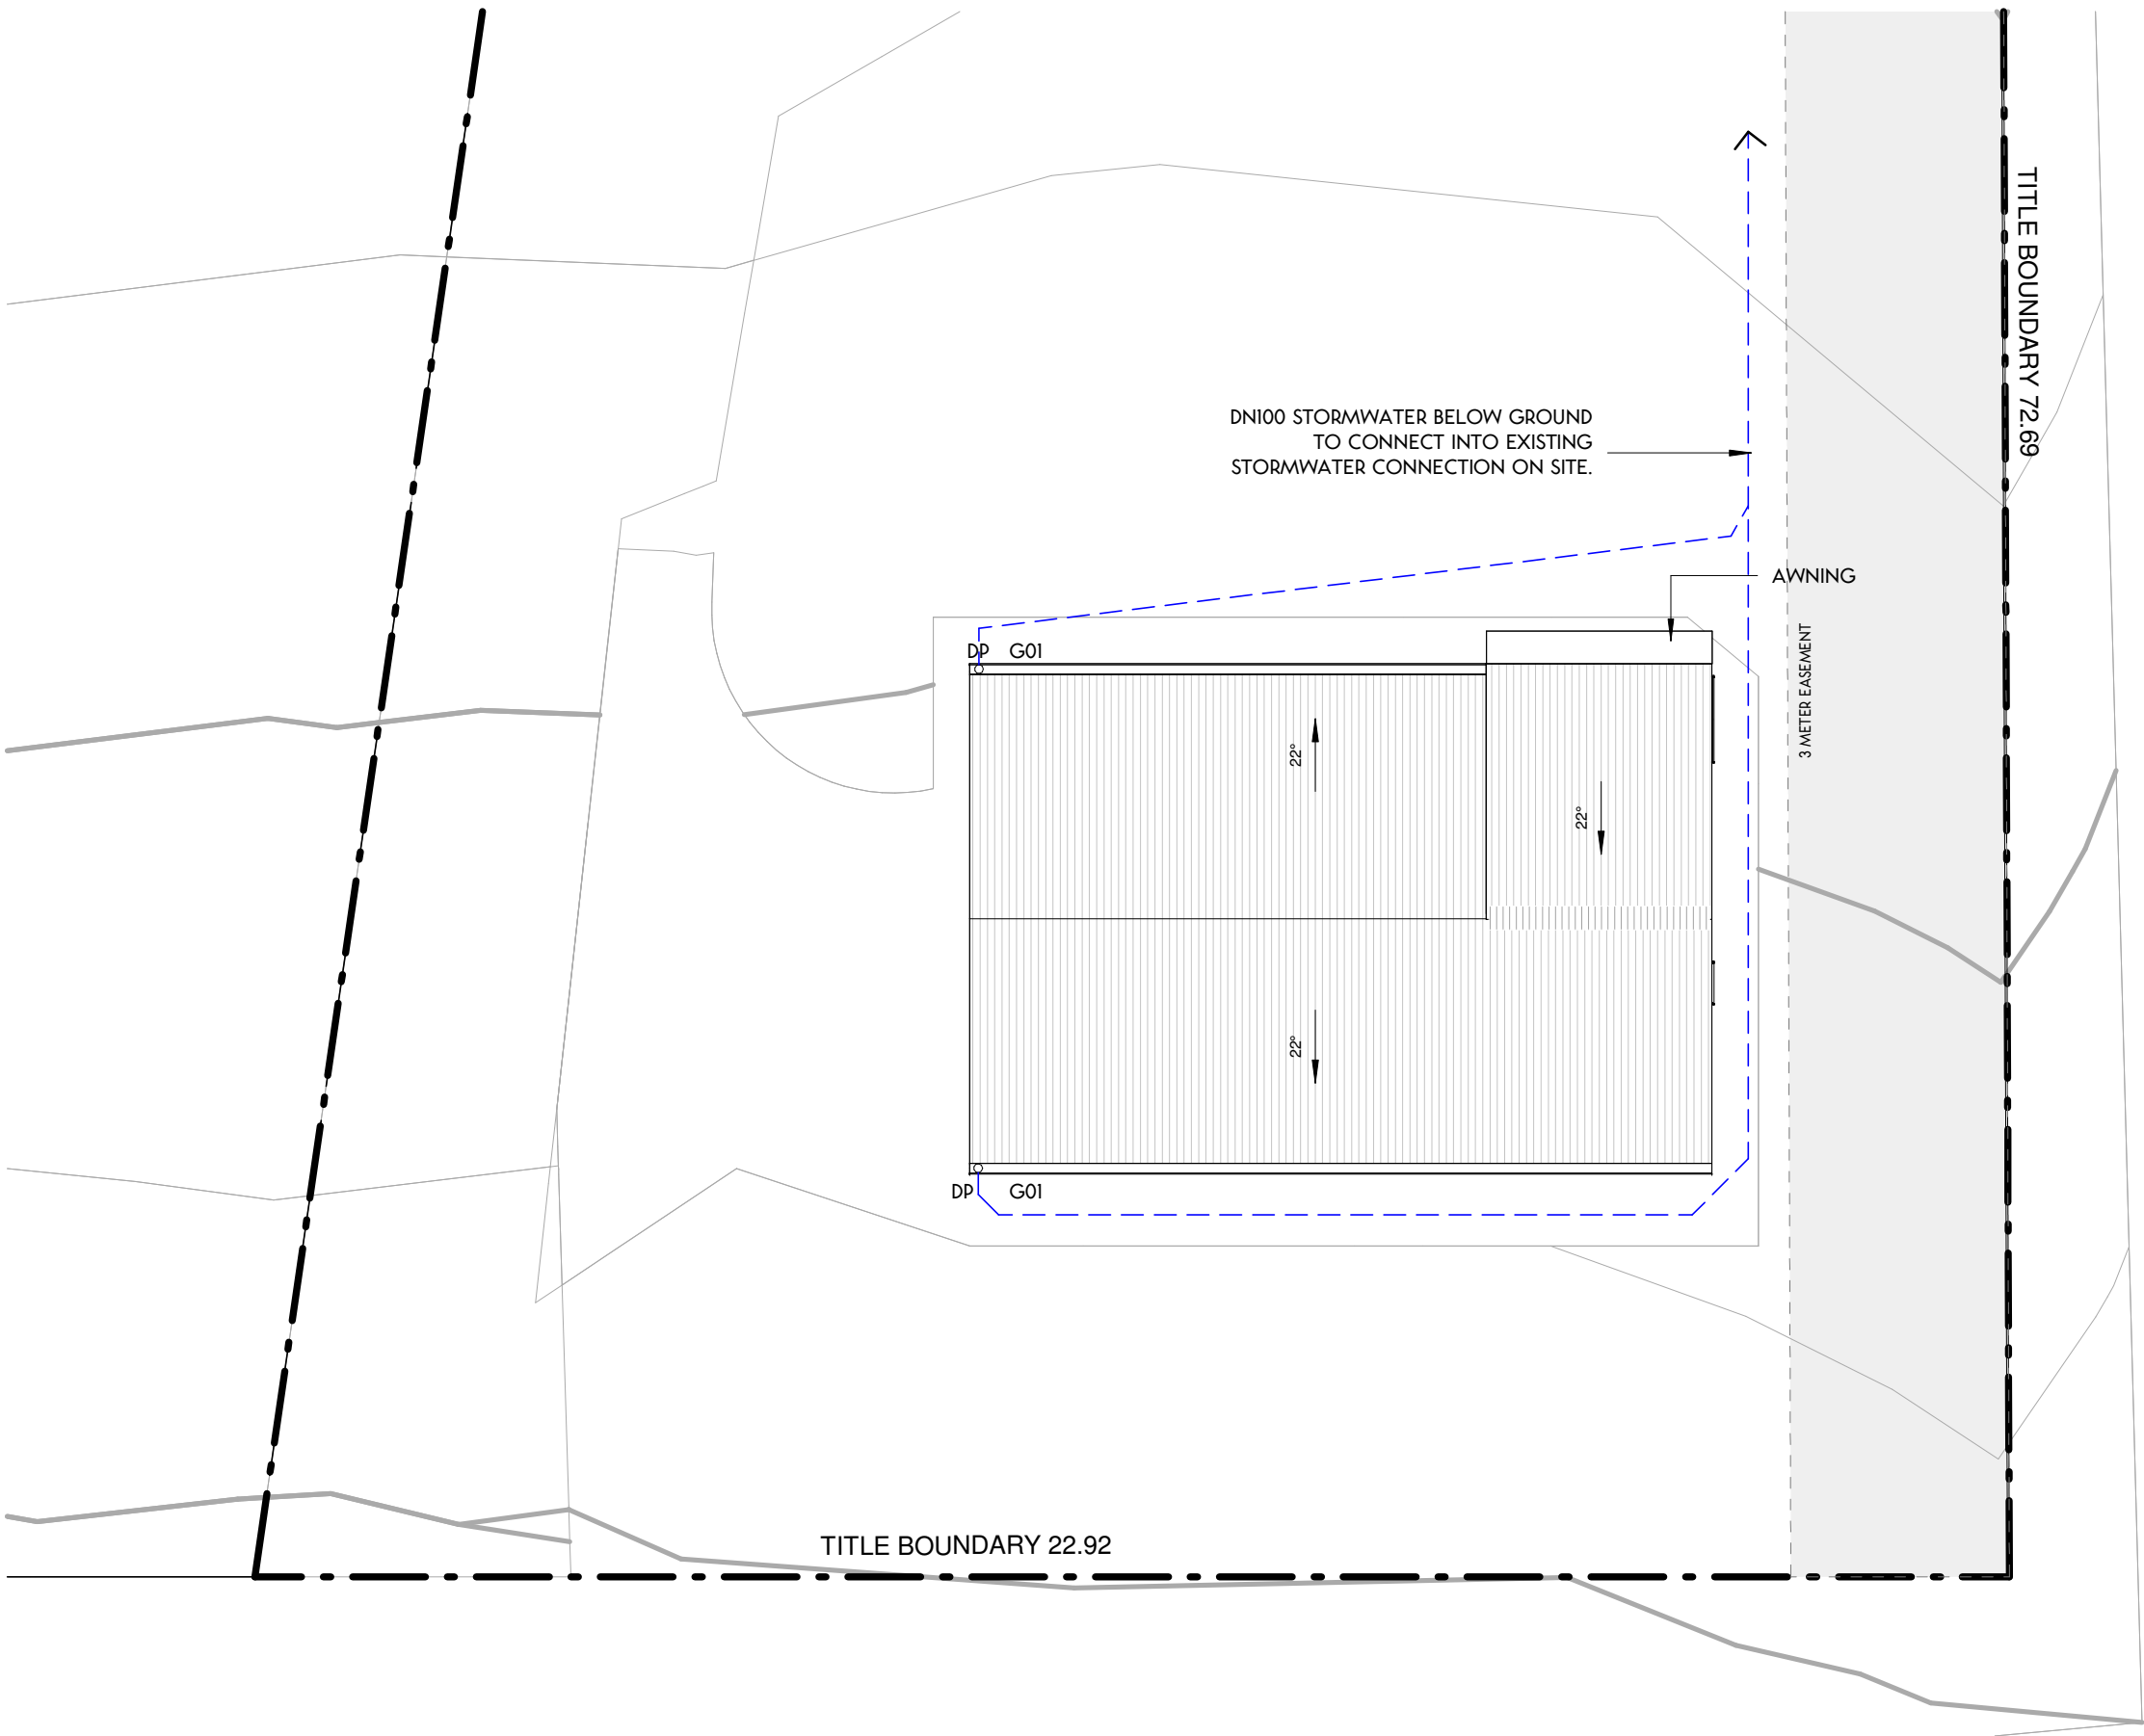 TITLE BOUNDARY 72.69
DN100 STORMWATER BELOW GROUND
TO CONNECT INTO EXISTING
STORMWATER CONNECTION ON SITE.
AWNING
3 METER EASEMENT
DP G01
22°
22°
22°
DP G01
TITLE BOUNDARY 22.92